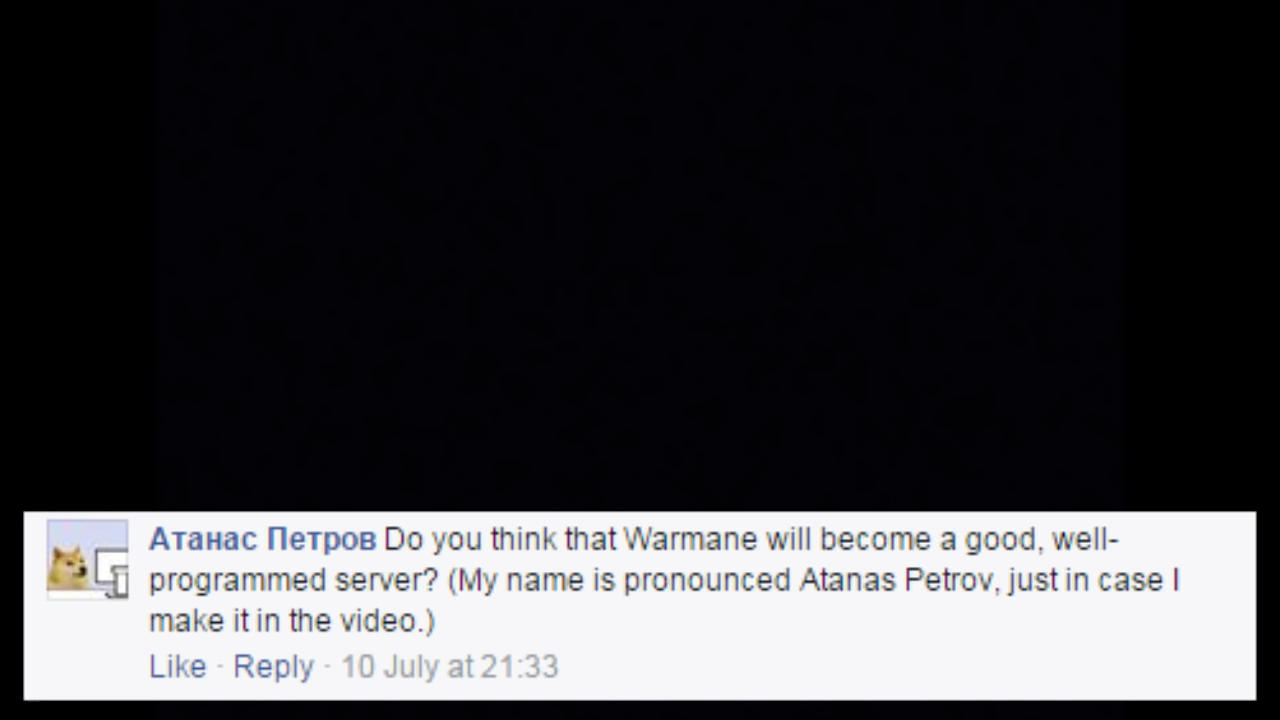 Атанас Петров Do you think that Warmane will become a good, well-
programmed server? (My name is pronounced Atanas Petrov, just in case I
make it in the video.)
Like · Reply · 10 July at 21:33